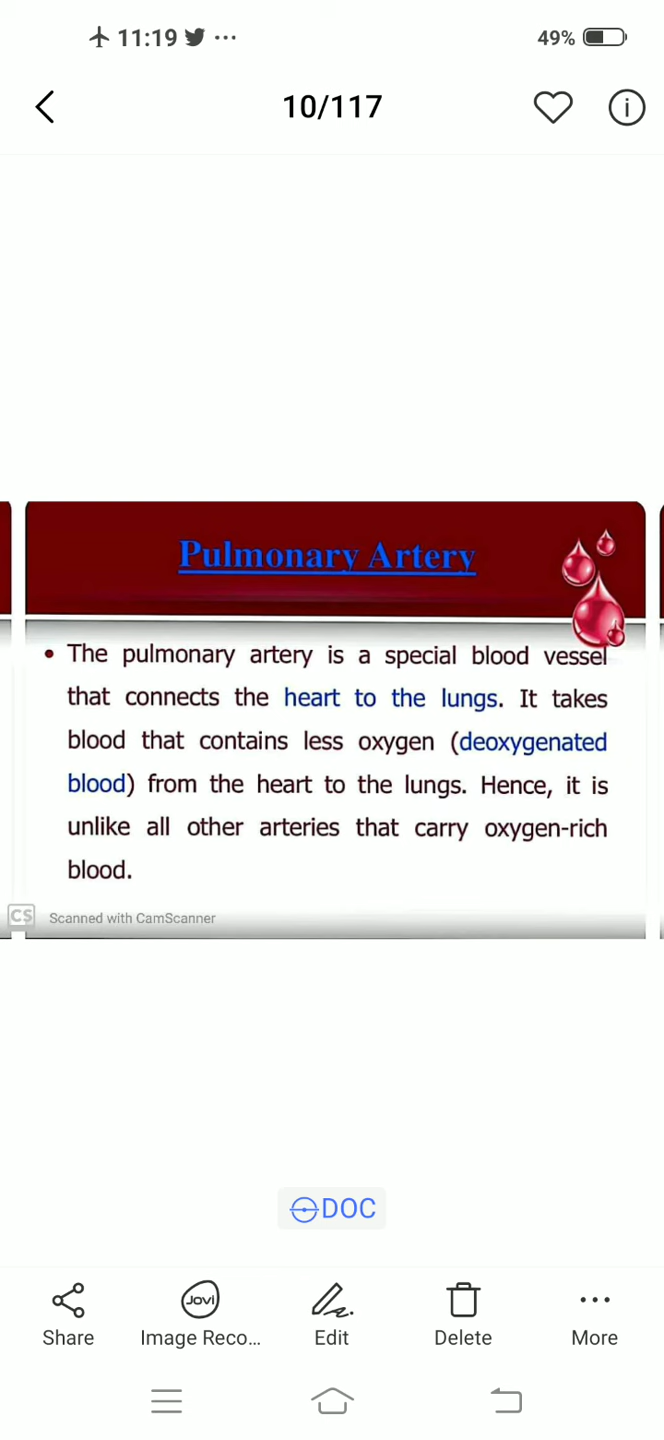 11:19 ...
49%
10/117
Pulmonary Artery
• The pulmonary artery is a special blood vessel
that connects the heart to the lungs. It takes
blood that contains less oxygen (deoxygenated
blood) from the heart to the lungs. Hence, it is
unlike all other arteries that carry oxygen-rich
blood.
CS Scanned with CamScanner
DOC
Share
Jovi
Image Reco...
Edit
Delete
More